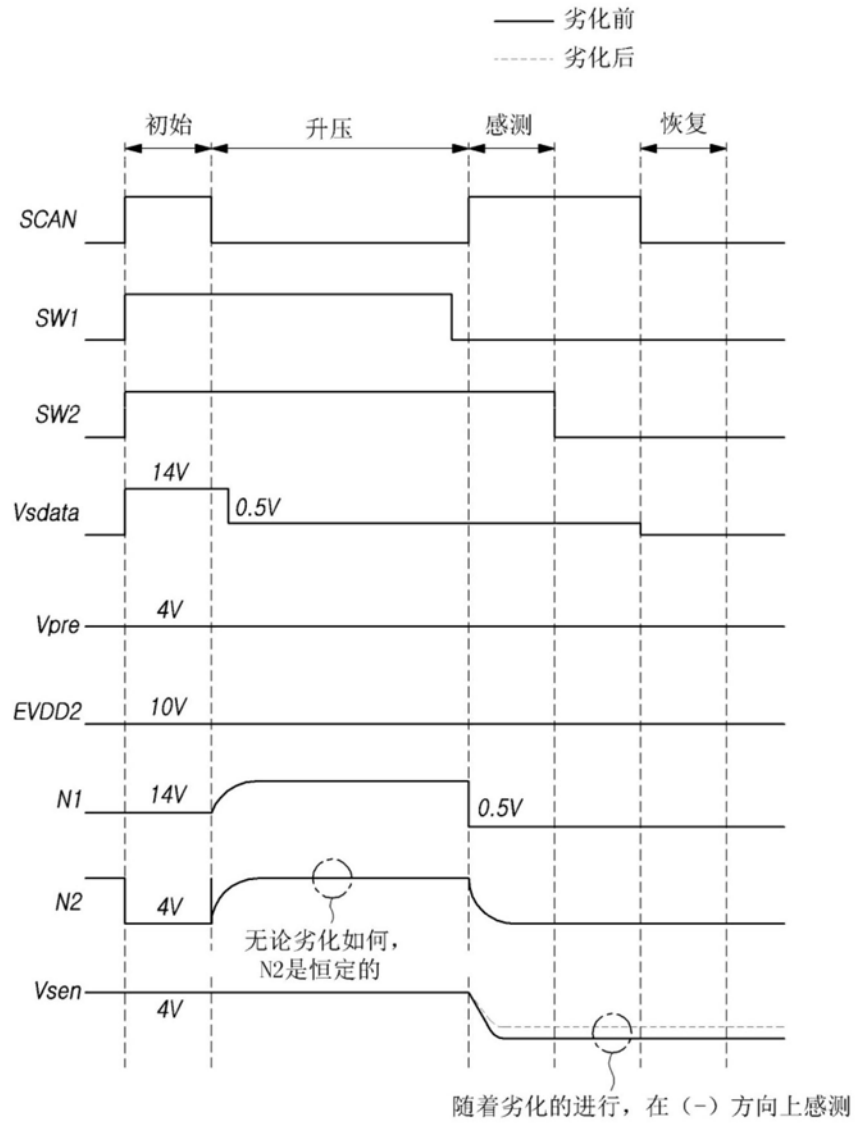 劣化前
劣化后
初始 升压 感测 恢复
SCAN
SW1
SW2
14V
Vsdata 0.5V
4V
Vpre
10V
EVDD2
N1 14V 0.5V
N2 4V
无论劣化如何，
N2是恒定的
Vsen
4V
随着劣化的进行，在（-）方向上感测